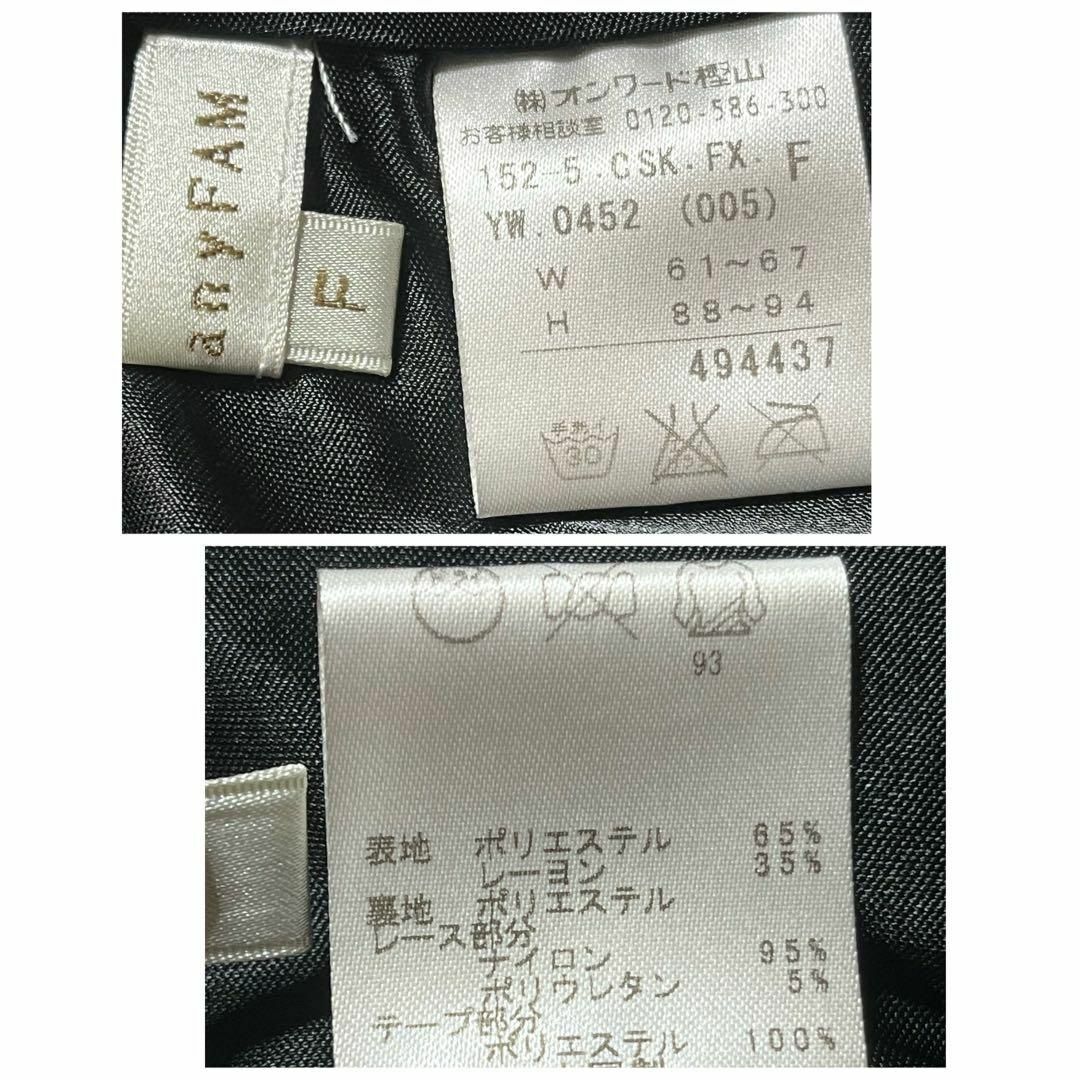 anyFAM
F
(株)オンワード樫山
お客様相談室 0120-586-300
152-5.CSK.FX. F
YW.0452 (005)
W 61~67
H 88~94
494437
手洗イ
30
93
表地 ポリエステル 65%
レーヨン 35%
裏地 ポリエステル
レース部分
ナイロン 95%
ポリウレタン 5%
テープ部分
ポリエステル 100%